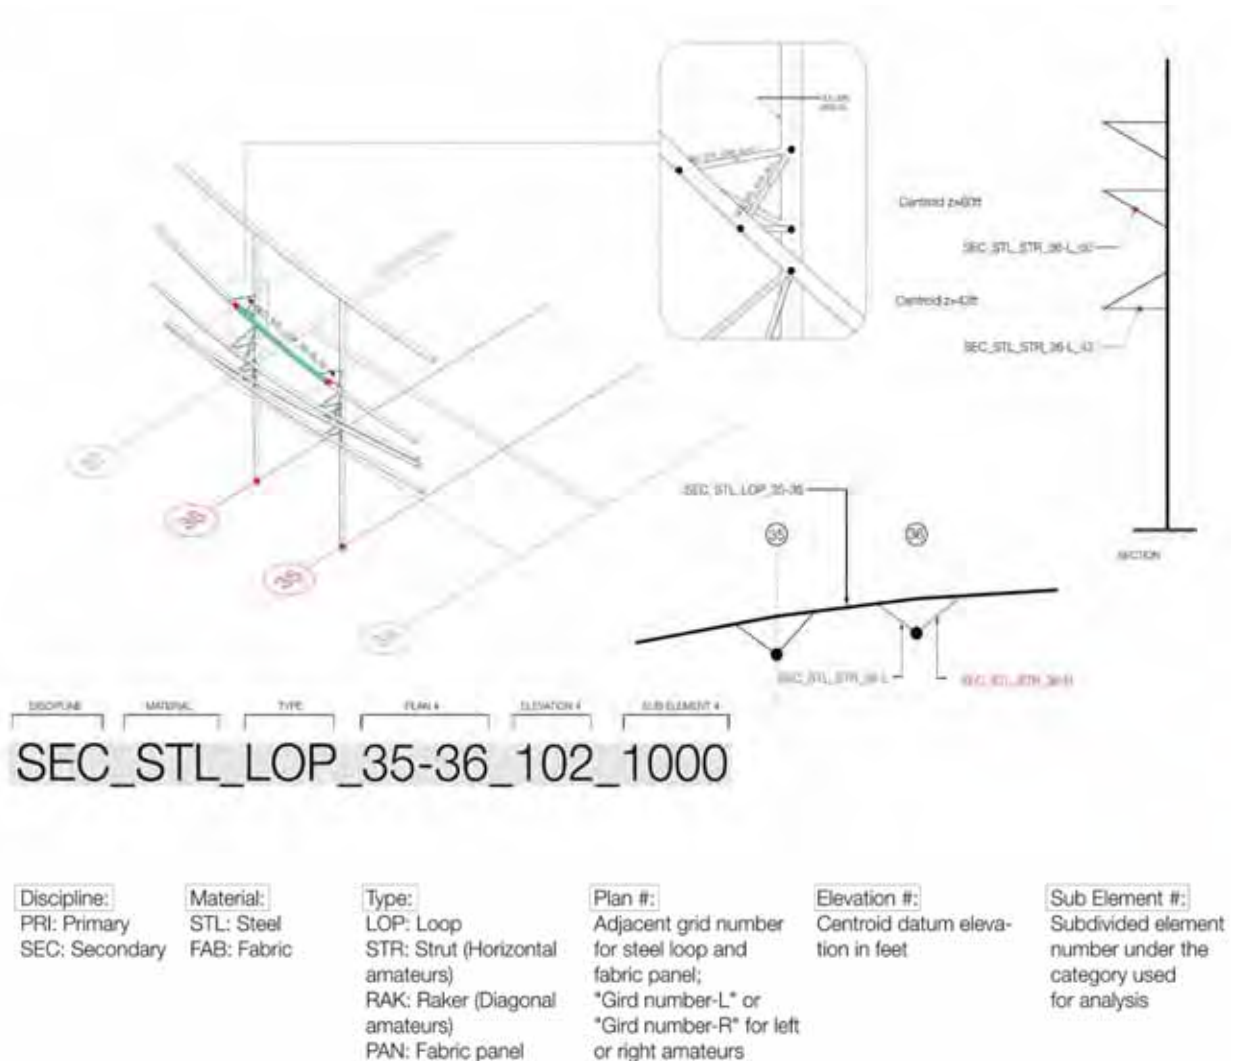 Centroid z=60ft
SEC_STL_STR_36-L_60
Centroid z=43ft
SEC_STL_STR_36-L_43
SECTION
SEC_STL_LOP_35-36
35
36
SEC_STL_STR_36-L
SEC_STL_STR_36-R
36
35
DISCIPLINE MATERIAL TYPE PLAN # ELEVATION # SUB ELEMENT #
SEC_STL_LOP_35-36_102_1000
Discipline:
PRI: Primary
SEC: Secondary
Material:
STL: Steel
FAB: Fabric
Type:
LOP: Loop
STR: Strut (Horizontal
amateurs)
RAK: Raker (Diagonal
amateurs)
PAN: Fabric panel
Plan #:
Adjacent grid number
for steel loop and
fabric panel;
"Gird number-L" or
"Gird number-R" for left
or right amateurs
Elevation #:
Centroid datum eleva-
tion in feet
Sub Element #:
Subdivided element
number under the
category used
for analysis